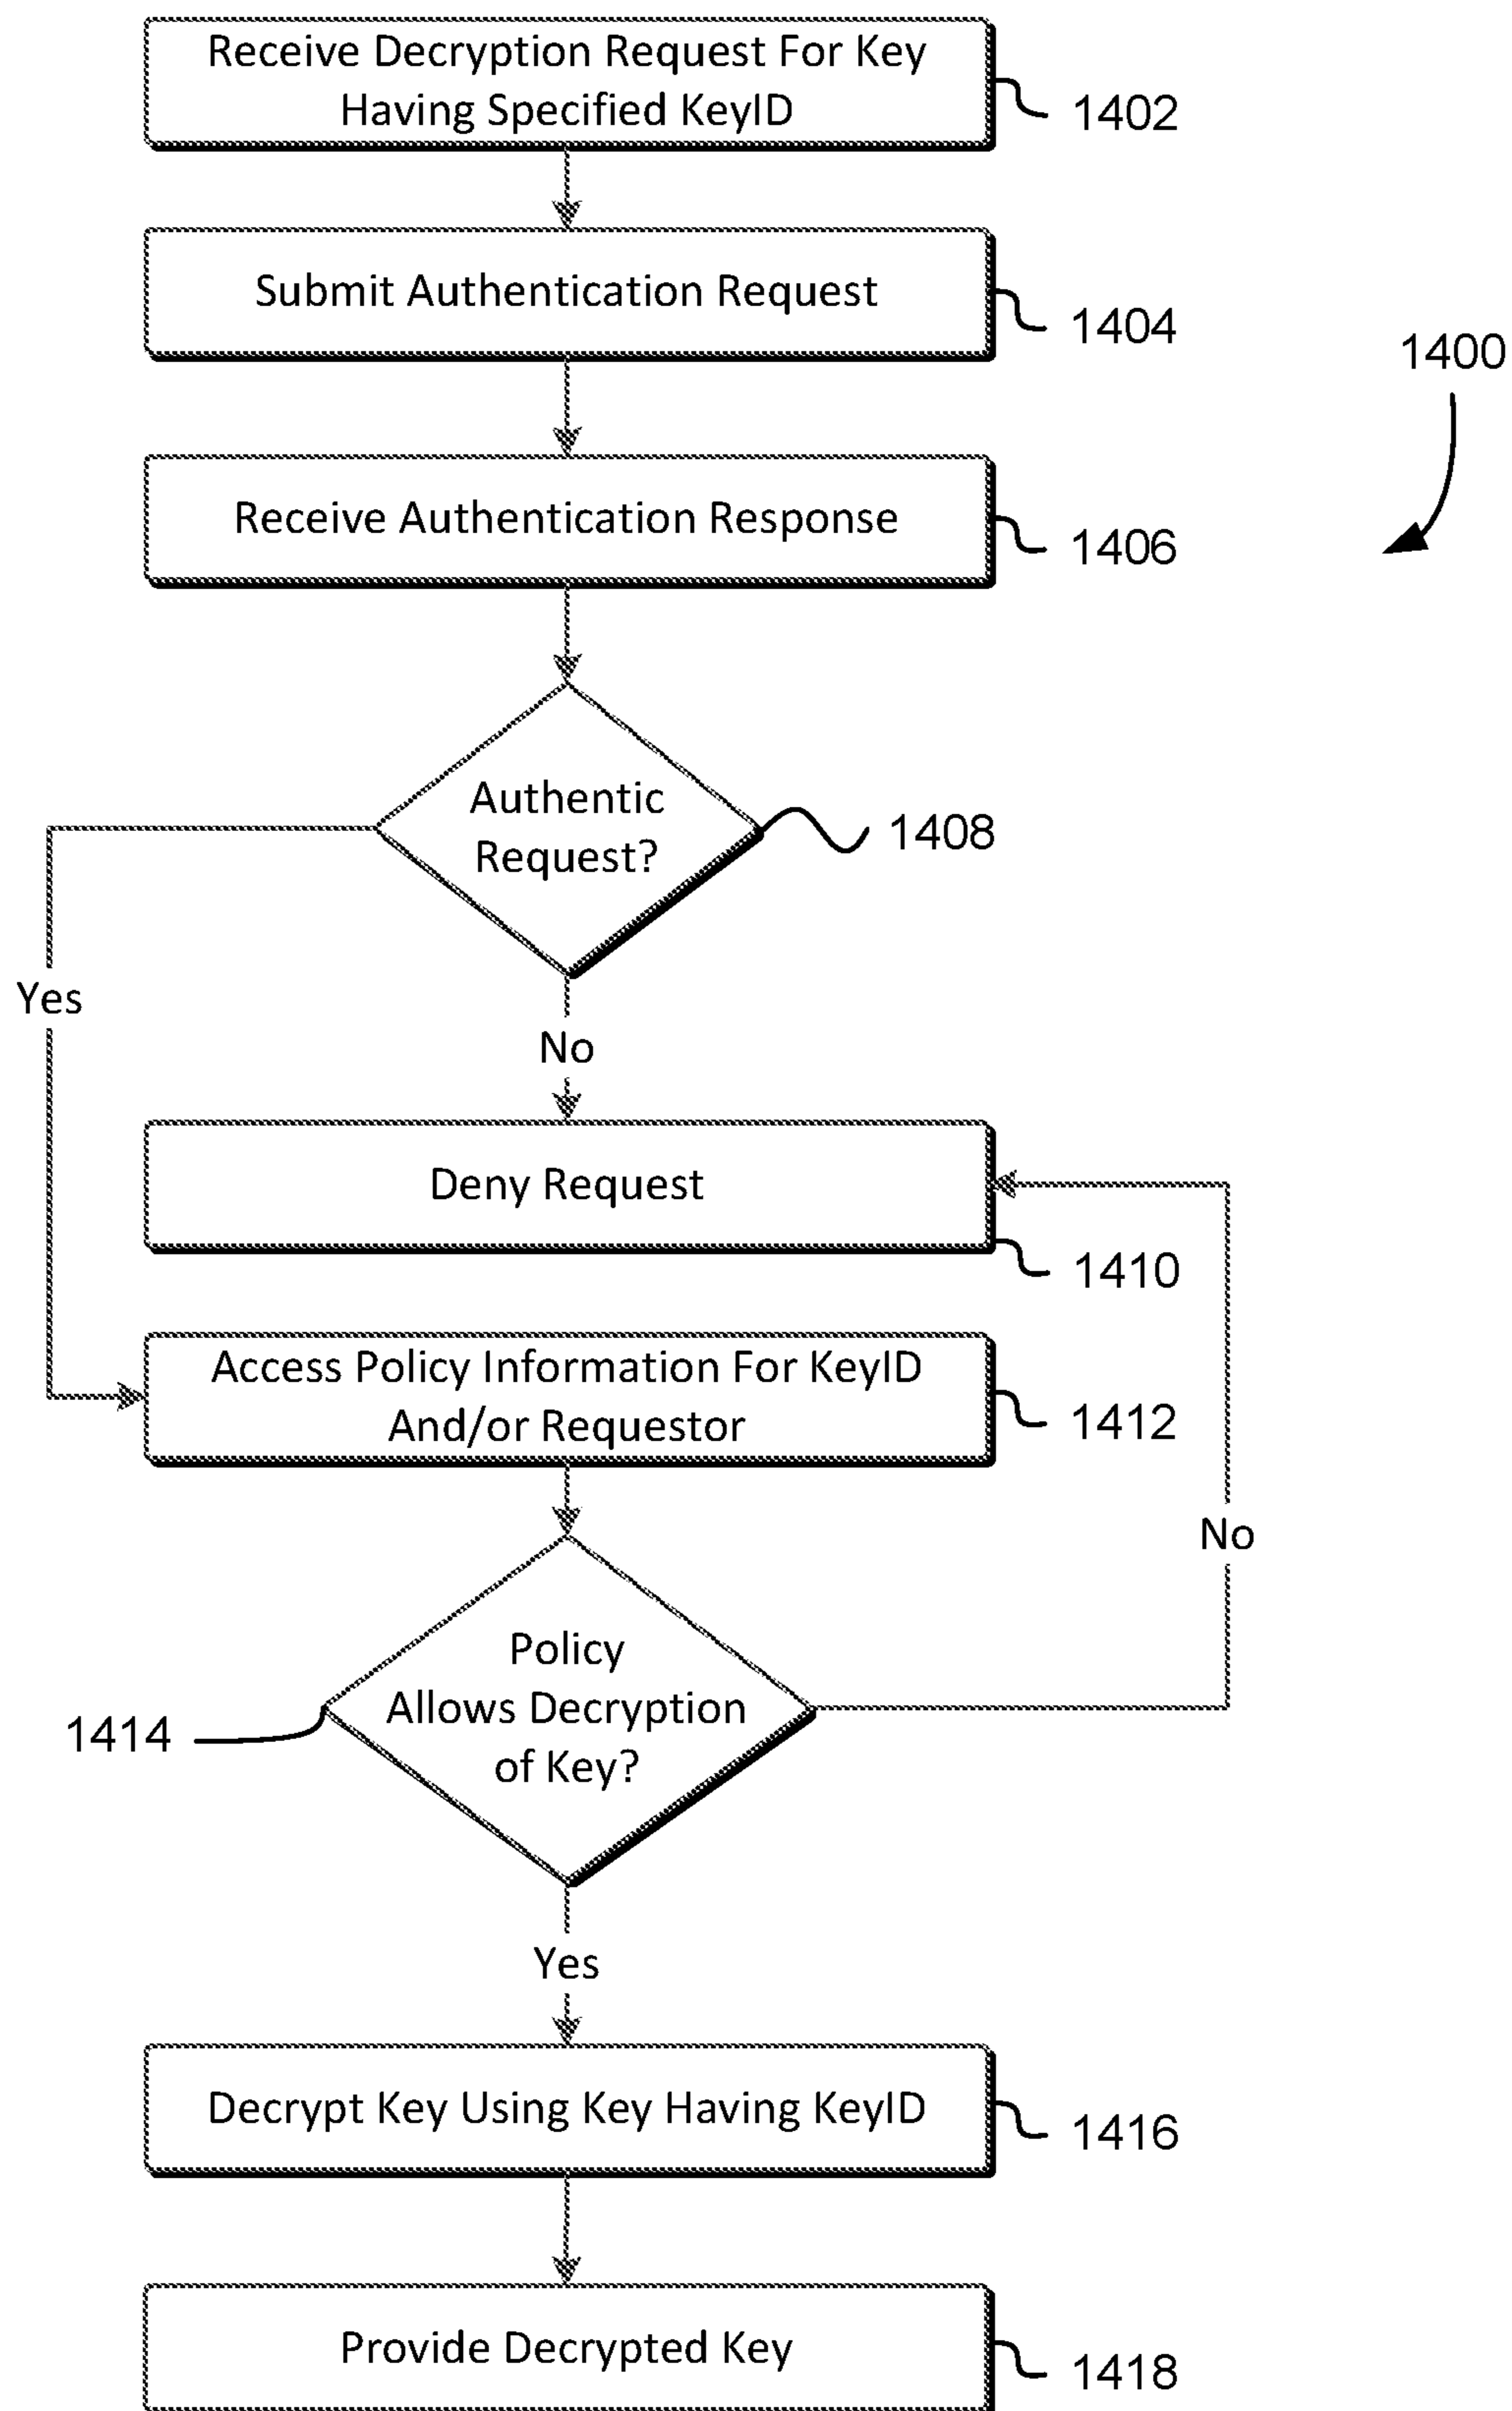 Receive Decryption Request For Key
Having Specified KeyID
1402
Submit Authentication Request
1404
1400
Receive Authentication Response
1406
Authentic
Request?
1408
Yes
No
Deny Request
1410
Access Policy Information For KeyID
And/or Requestor
1412
No
Policy
Allows Decryption
of Key?
1414
Yes
Decrypt Key Using Key Having KeyID
1416
Provide Decrypted Key
1418